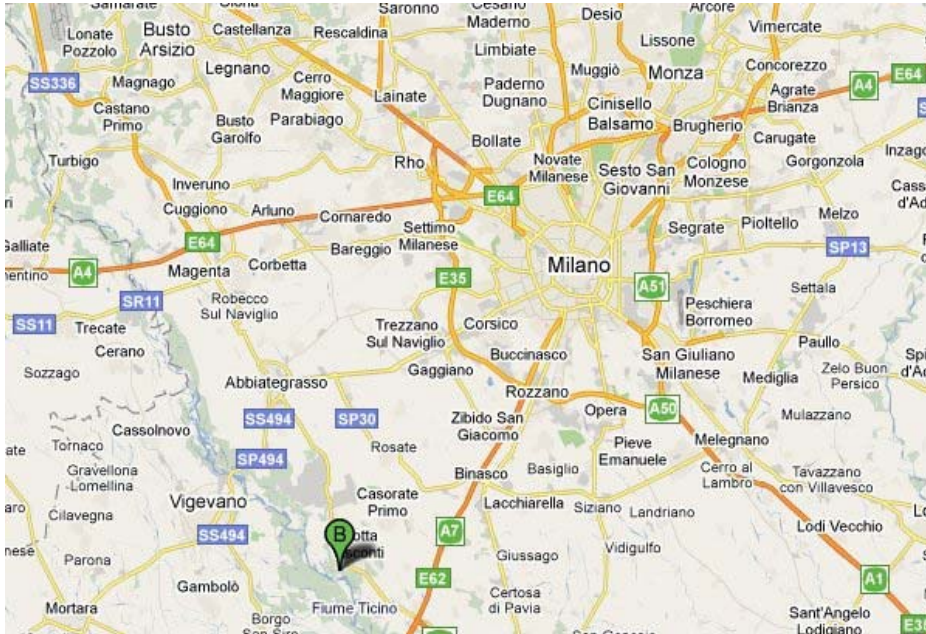 Samarate
Saronno
Cesano
Maderno
Desio
Arcore
Lonate
Pozzolo
Busto
Arsizio
Castellanza
Rescaldina
Limbiate
Lissone
Vimercate
Legnano
Muggiò
Monza
Concorezzo
E64
SS336
Magnago
Cerro
Maggiore
Lainate
Paderno
Dugnano
A4
Agrate
Brianza
Castano
Primo
Busto
Garolfo
Parabiago
Cinisello
Balsamo
Brugherio
Carugate
Bollate
Turbigo
Rho
Novate
Milanese
Sesto San
Giovanni
Cologno
Monzese
Gorgonzola
Inveruno
E64
Cuggiono
Arluno
Cornaredo
Settimo
Milanese
Segrate
Pioltello
Melzo
E64
Bareggio
SP13
Galliate
A4
Magenta
Corbetta
E35
Milano
A51
Settala
SR11
Robecco
Sul Naviglio
Peschiera
Borromeo
SS11
Trecate
Trezzano
Sul Naviglio
Corsico
Cerano
Buccinasco
San Giuliano
Milanese
Paullo
Sozzago
Gaggiano
Mediglia
Zelo Buon
Persico
Abbiategrasso
Rozzano
SS494
SP30
Zibido San
Giacomo
Opera
A50
Mulazzano
Cassolnovo
Tornaco
Rosate
Pieve
Emanuele
Melegnano
SP494
Gravellona
Lomellina
Binasco
Basiglio
Cerro al
Lambro
Tavazzano
con Villavesco
Vigevano
Casorate
Primo
Lacchiarella
Siziano
Landriano
Cilavegna
SS494
B
A7
Lodi Vecchio
Parona
Giussago
Vidigulfo
E62
A1
Gambolò
Certosa
di Pavia
Mortara
Fiume Ticino
Borgo
San Siro
Sant'Angelo
Lodigiano